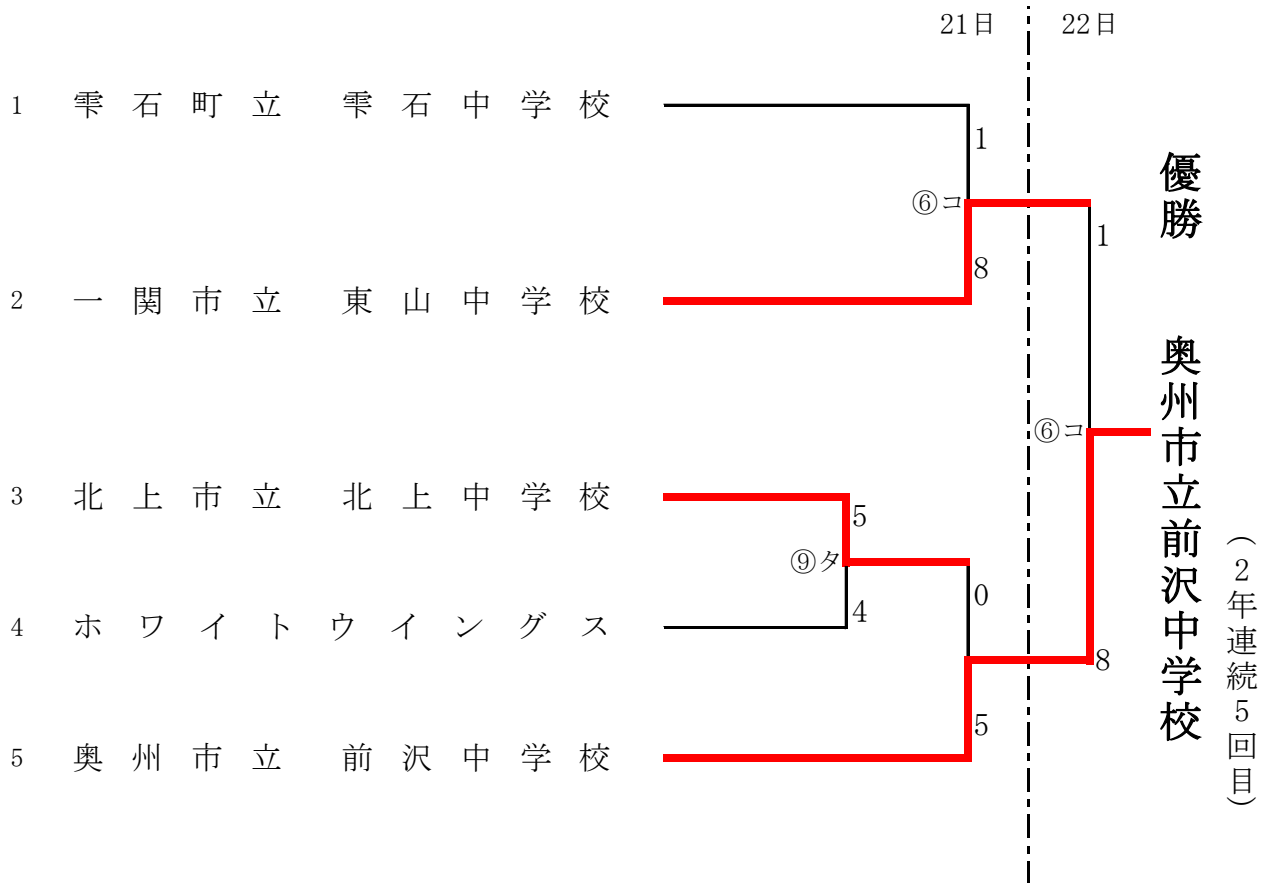 21日 22日
1 雫石町立 雫石中学校
1
⑥コ
8
2 一関市立 東山中学校
1
⑥コ
8
3 北上市立 北上中学校
5
⑨タ
4
4 ホワイトウイングス
0
5
5 奥州市立 前沢中学校
優勝 奥州市立前沢中学校
(2年連続5回目)